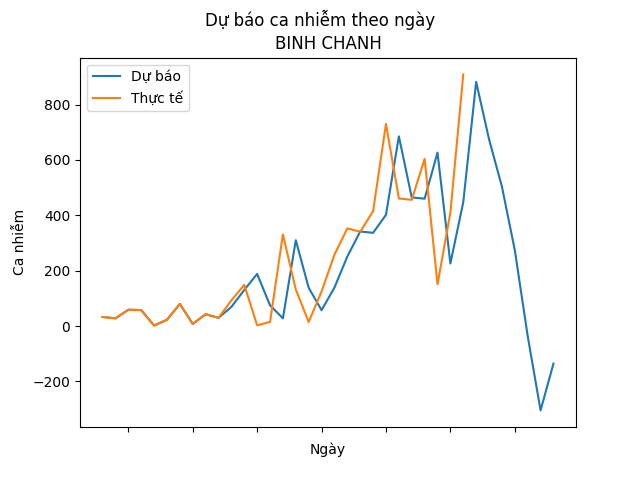 Dự báo ca nhiễm theo ngày
BINH CHANH
Dự báo
Thực tế
800
600
400
200
0
−200
Ca nhiễm
Ngày